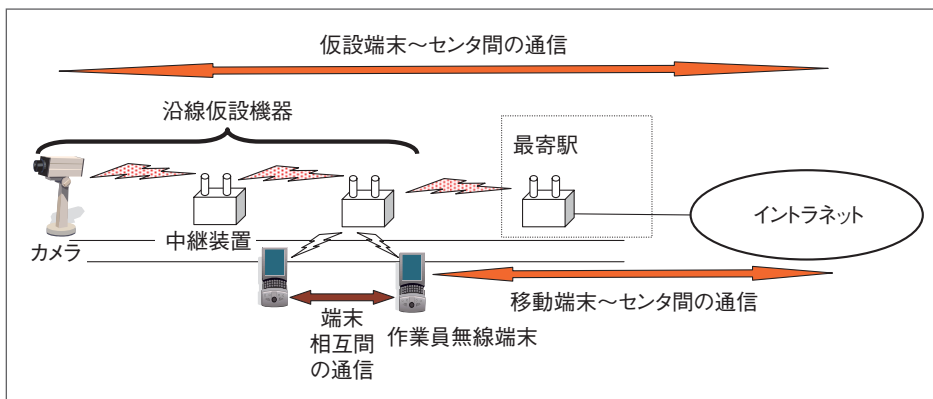 仮設端末～センタ間の通信
沿線仮設機器
最寄駅
イントラネット
カメラ
中継装置
移動端末～センタ間の通信
端末
相互間
の通信
作業員無線端末